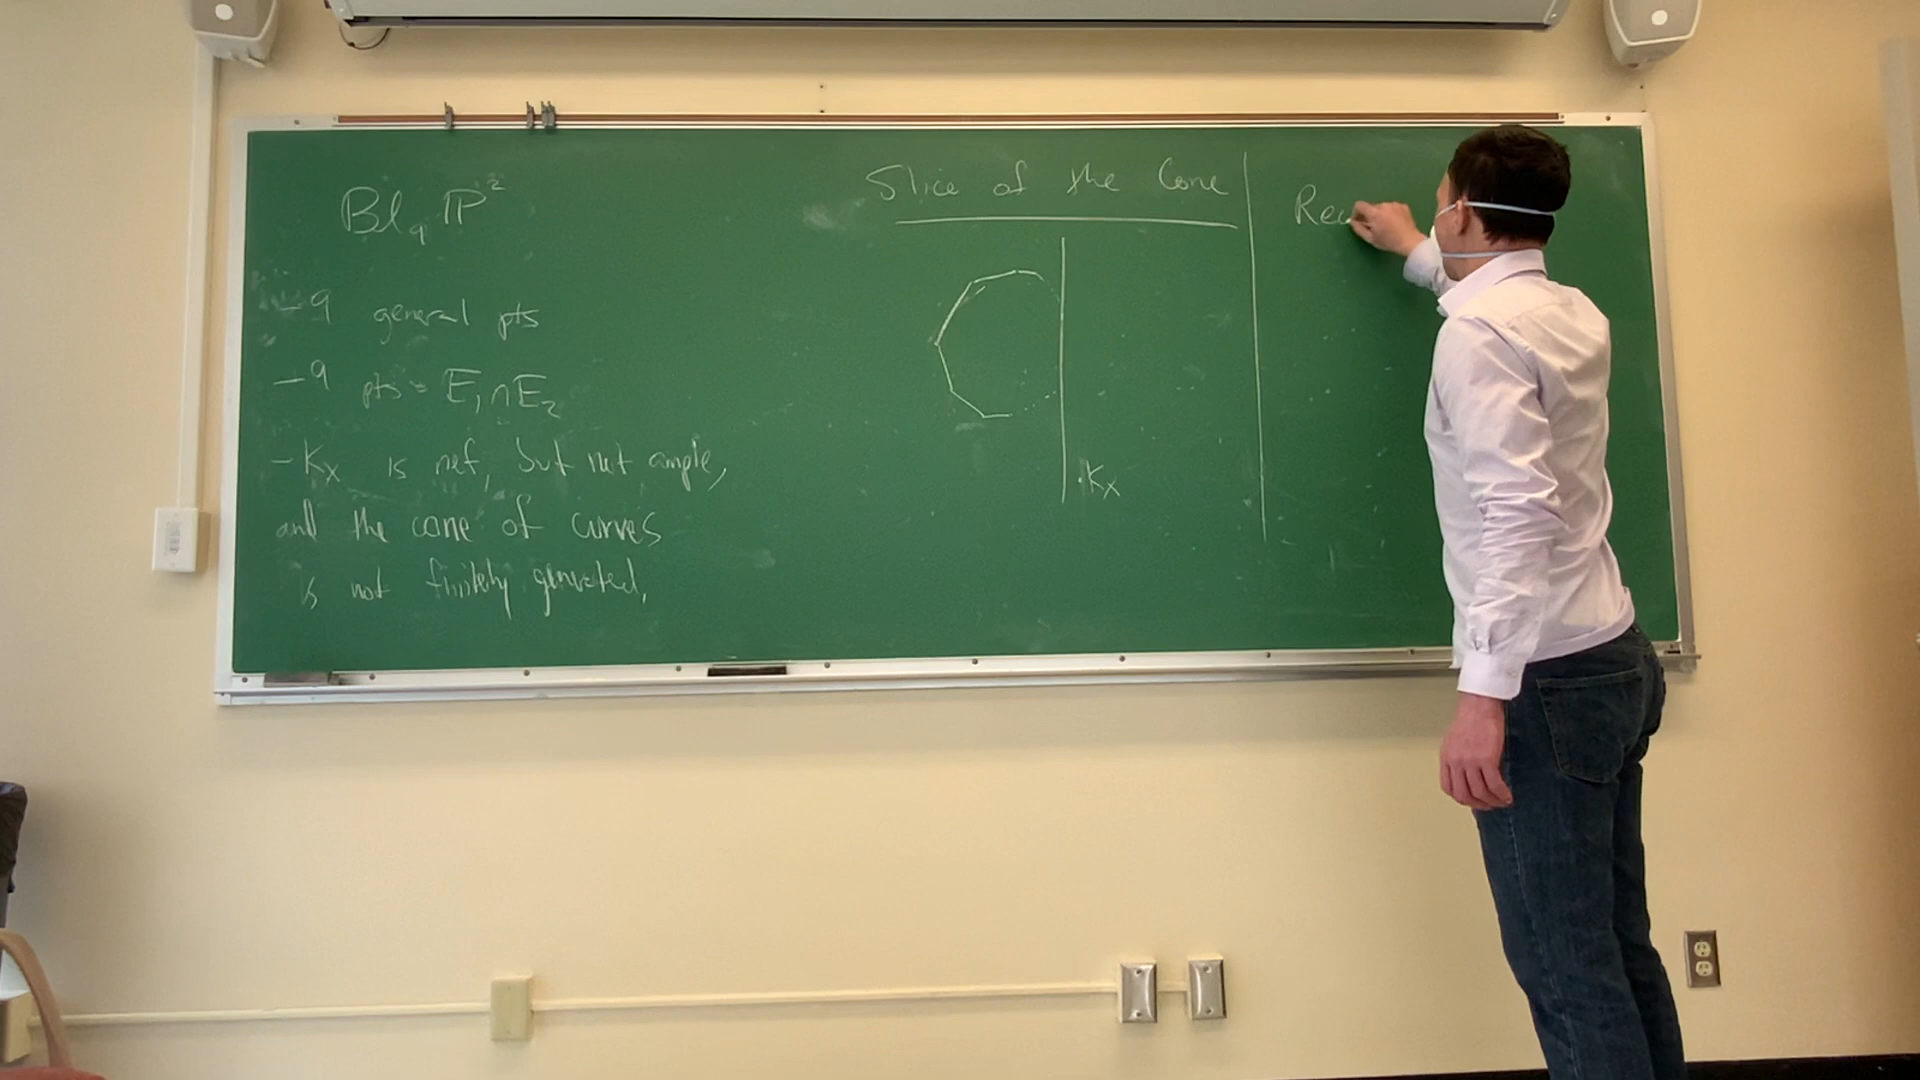 Bl₉ ℙ²
- 9 general pts
- 9 pts = E₁∩E₂
-Kₓ is nef, but not ample,
and the cone of curves
is not finitely generated,
Slice of the Cone
·Kₓ
Rec